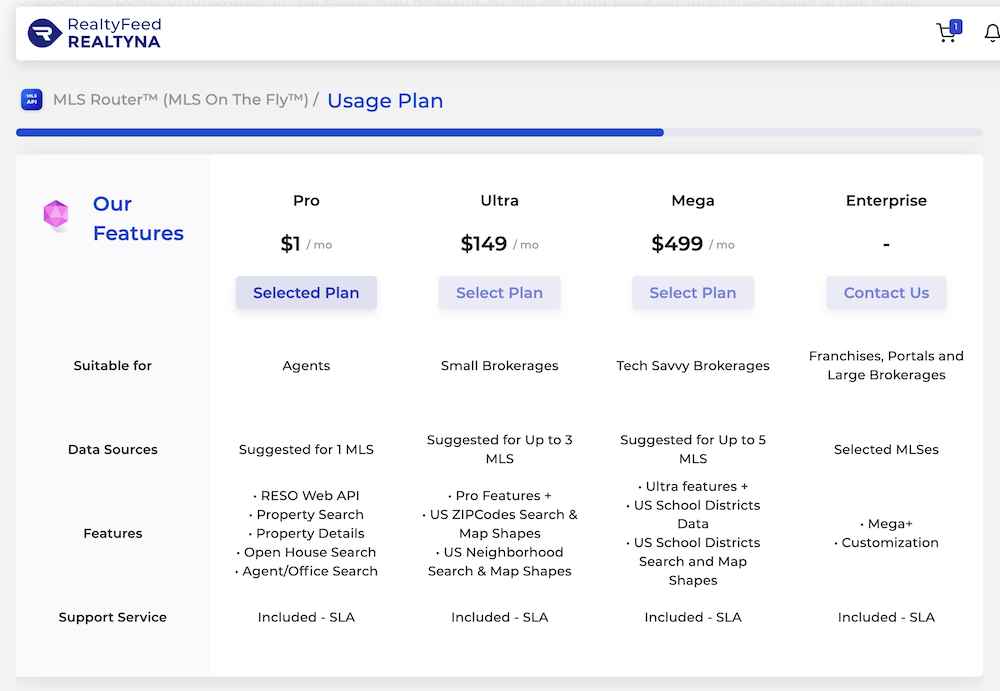 RealtyFeed
REALTYNA
1
MLS
API
MLS Router™ (MLS On The Fly™) / Usage Plan
Our
Features
Pro
Ultra
Mega
Enterprise
$1 / mo
$149 / mo
$499 / mo
-
Selected Plan
Select Plan
Select Plan
Contact Us
Suitable for
Agents
Small Brokerages
Tech Savvy Brokerages
Franchises, Portals and
Large Brokerages
Data Sources
Suggested for 1 MLS
Suggested for Up to 3
MLS
Suggested for Up to 5
MLS
Selected MLSes
Features
• RESO Web API
• Property Search
• Property Details
• Open House Search
• Agent/Office Search
• Pro Features +
• US ZIPCodes Search &
Map Shapes
• US Neighborhood
Search & Map Shapes
• Ultra features +
• US School Districts
Data
• US School Districts
Search and Map
Shapes
• Mega+
• Customization
Support Service
Included - SLA
Included - SLA
Included - SLA
Included - SLA